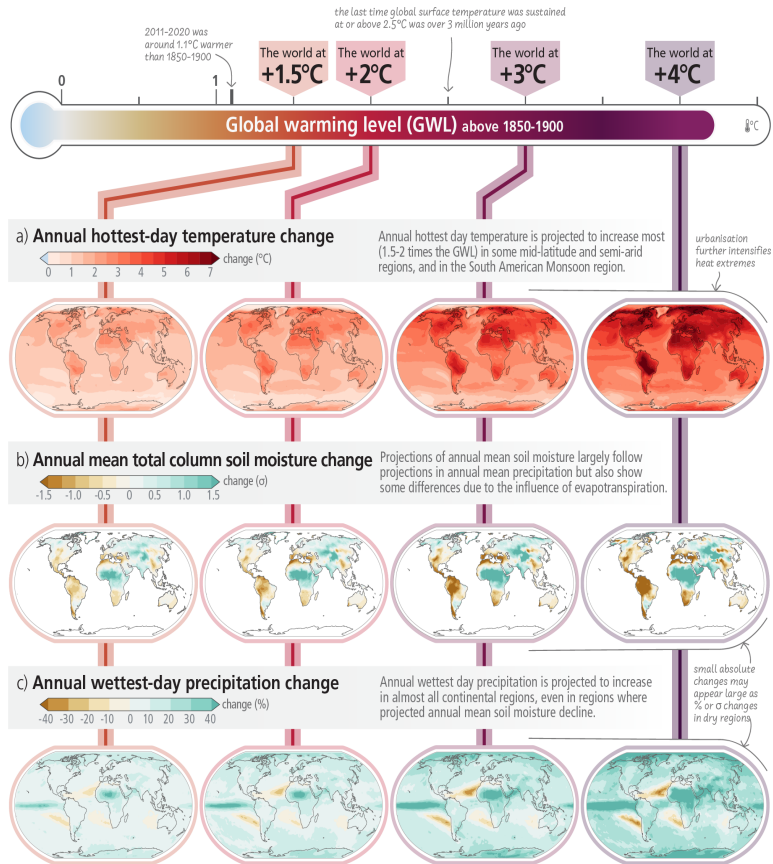 the last time global surface temperature was sustained
at or above 2.5°C was over 3 million years ago
2011-2020 was
around 1.1°C warmer
than 1850-1900
The world at
+1.5°C
The world at
+2°C
The world at
+3°C
The world at
+4°C
0
1
Global warming level (GWL) above 1850-1900
°C
a) Annual hottest-day temperature change
change (°C)
0 1 2 3 4 5 6 7
Annual hottest day temperature is projected to increase most
(1.5-2 times the GWL) in some mid-latitude and semi-arid
regions, and in the South American Monsoon region.
urbanisation
further intensifies
heat extremes
b) Annual mean total column soil moisture change
change (σ)
-1.5 -1.0 -0.5 0 0.5 1.0 1.5
Projections of annual mean soil moisture largely follow
projections in annual mean precipitation but also show
some differences due to the influence of evapotranspiration.
c) Annual wettest-day precipitation change
change (%)
-40 -30 -20 -10 0 10 20 30 40
Annual wettest day precipitation is projected to increase
in almost all continental regions, even in regions where
projected annual mean soil moisture decline.
small absolute
changes may
appear large as
% or σ changes
in dry regions